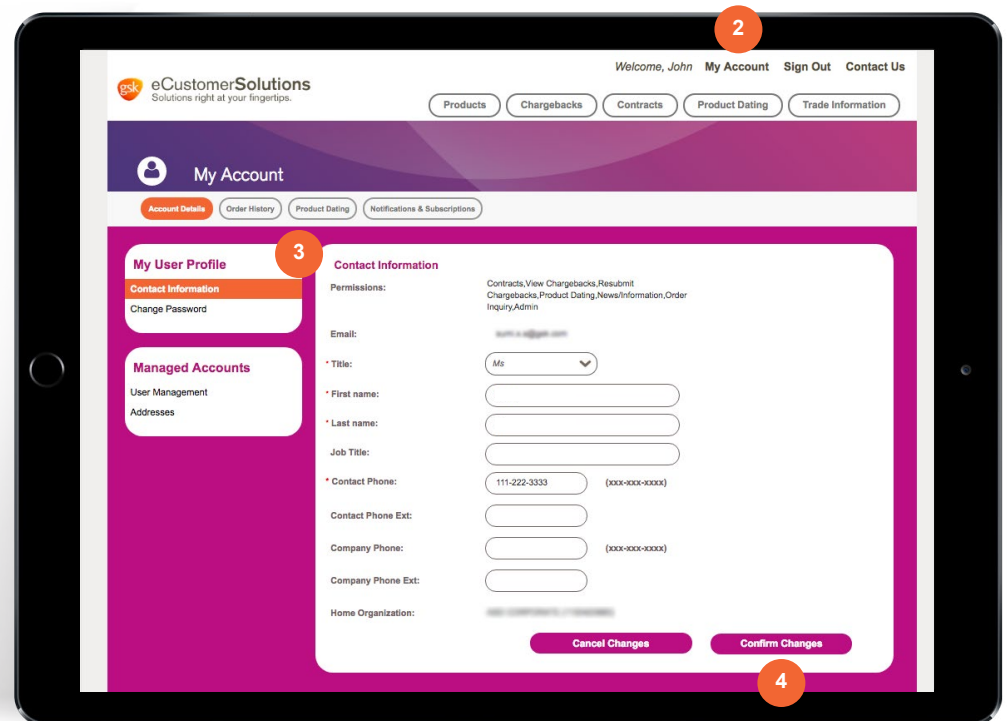 2
Welcome, John My Account Sign Out Contact Us
gsk eCustomerSolutions
Solutions right at your fingertips.
Products Chargebacks Contracts Product Dating Trade Information
My Account
Account Details Order History Product Dating Notifications & Subscriptions
3
My User Profile
Contact Information
Change Password
Managed Accounts
User Management
Addresses
Contact Information
Permissions: Contracts,View Chargebacks,Resubmit
Chargebacks,Product Dating,News/Information,Order
Inquiry,Admin
Email:
* Title: Ms
* First name:
* Last name:
Job Title:
* Contact Phone: 111-222-3333 (xxx-xxx-xxxx)
Contact Phone Ext:
Company Phone: (xxx-xxx-xxxx)
Company Phone Ext:
Home Organization:
Cancel Changes Confirm Changes
4